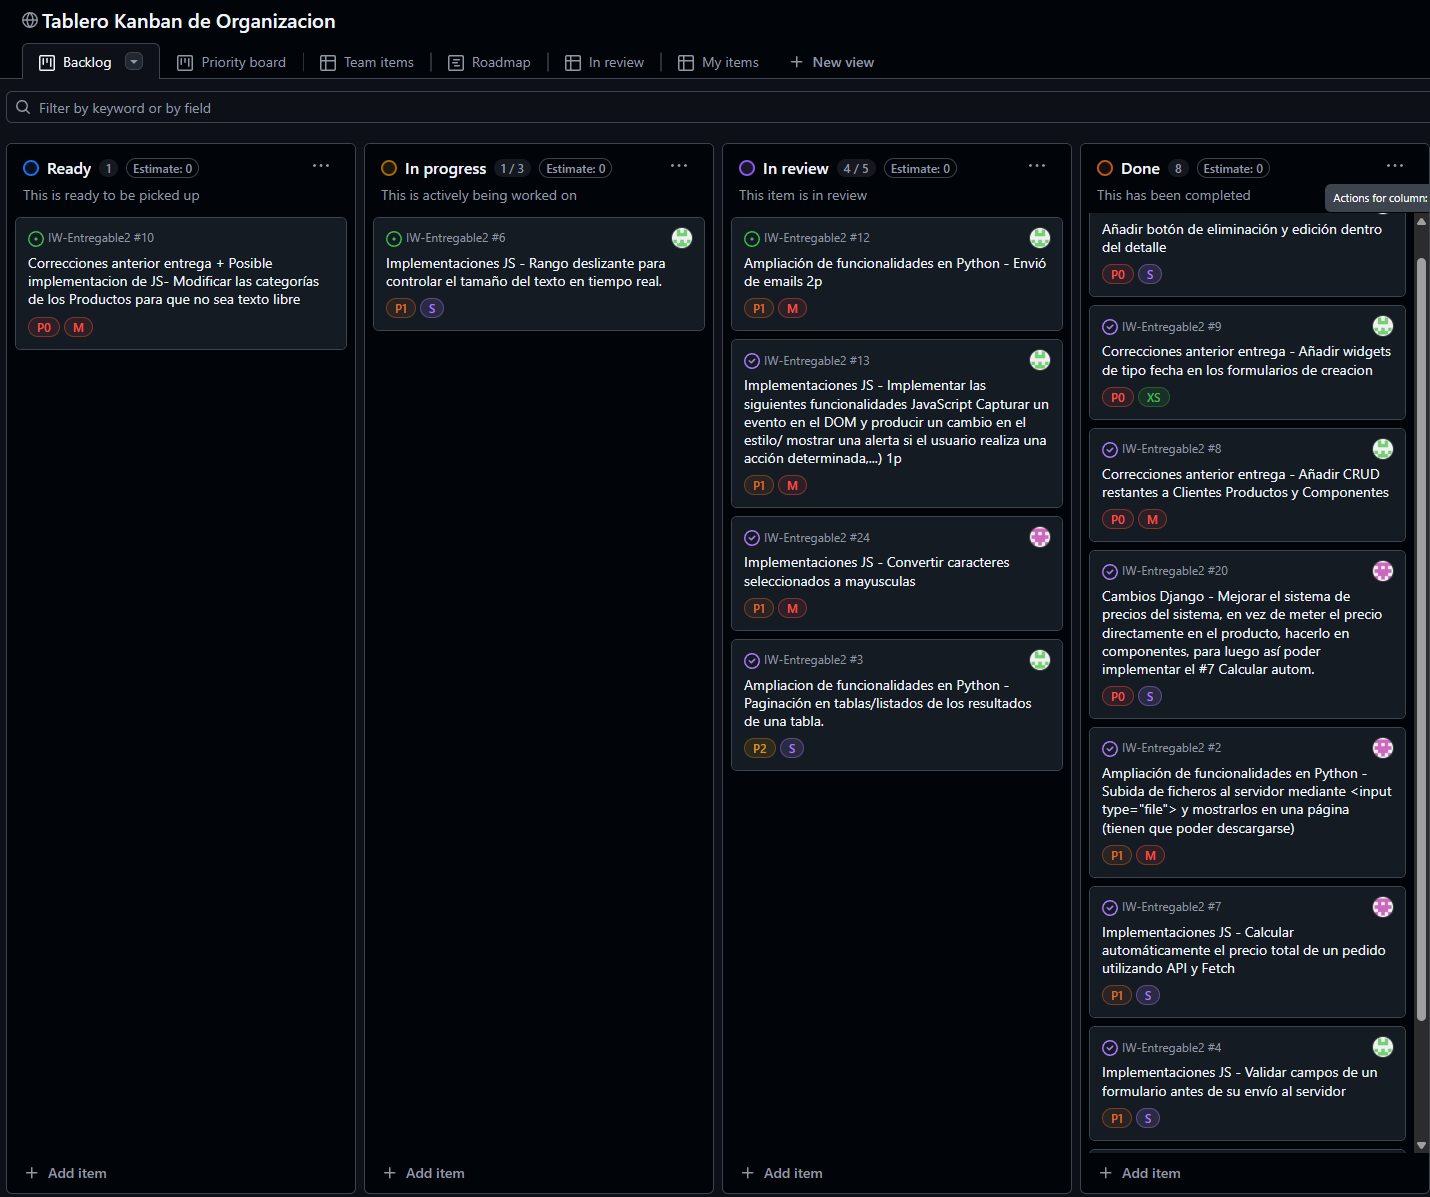 Tablero Kanban de Organizacion
Backlog
Priority board
Team items
Roadmap
In review
My items
New view
Filter by keyword or by field
Ready 1 Estimate: 0
This is ready to be picked up
IW-Entregable2 #10
Correcciones anterior entrega + Posible
implementacion de JS- Modificar las categorías
de los Productos para que no sea texto libre
P0 M
Add item
In progress 1 / 3 Estimate: 0
This is actively being worked on
IW-Entregable2 #6
Implementaciones JS - Rango deslizante para
controlar el tamaño del texto en tiempo real.
P1 S
Add item
In review 4 / 5 Estimate: 0
This item is in review
IW-Entregable2 #12
Ampliación de funcionalidades en Python - Envió
de emails 2p
P1 M
IW-Entregable2 #13
Implementaciones JS - Implementar las
siguientes funcionalidades JavaScript Capturar un
evento en el DOM y producir un cambio en el
estilo/ mostrar una alerta si el usuario realiza una
acción determinada,...) 1p
P1 M
IW-Entregable2 #24
Implementaciones JS - Convertir caracteres
seleccionados a mayusculas
P1 M
IW-Entregable2 #3
Ampliacion de funcionalidades en Python -
Paginación en tablas/listados de los resultados
de una tabla.
P2 S
Add item
Done 8 Estimate: 0
This has been completed
Actions for column:
Añadir botón de eliminación y edición dentro
del detalle
P0 S
IW-Entregable2 #9
Correcciones anterior entrega - Añadir widgets
de tipo fecha en los formularios de creacion
P0 XS
IW-Entregable2 #8
Correcciones anterior entrega - Añadir CRUD
restantes a Clientes Productos y Componentes
P0 M
IW-Entregable2 #20
Cambios Django - Mejorar el sistema de
precios del sistema, en vez de meter el precio
directamente en el producto, hacerlo en
componentes, para luego así poder
implementar el #7 Calcular autom.
P0 S
IW-Entregable2 #2
Ampliación de funcionalidades en Python -
Subida de ficheros al servidor mediante <input
type="file"> y mostrarlos en una página
(tienen que poder descargarse)
P1 M
IW-Entregable2 #7
Implementaciones JS - Calcular
automáticamente el precio total de un pedido
utilizando API y Fetch
P1 S
IW-Entregable2 #4
Implementaciones JS - Validar campos de un
formulario antes de su envío al servidor
P1 S
Add item